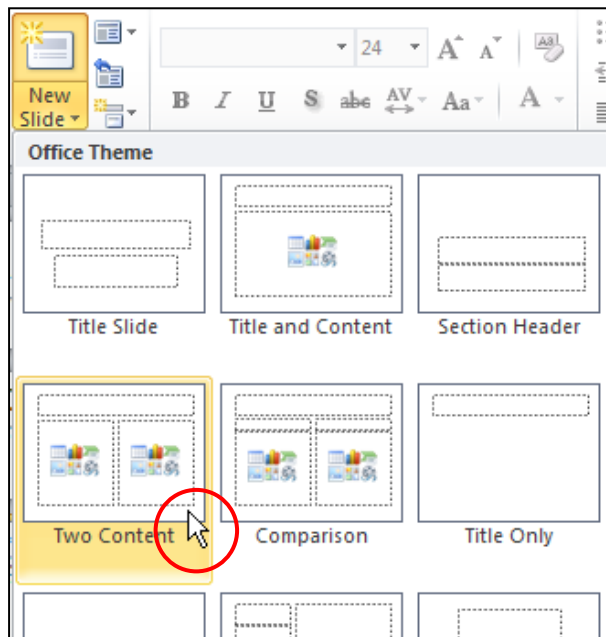 24 A A Aa
New
Slide B I U S abc AV Aa A
Office Theme
Title Slide Title and Content Section Header
Two Content Comparison Title Only